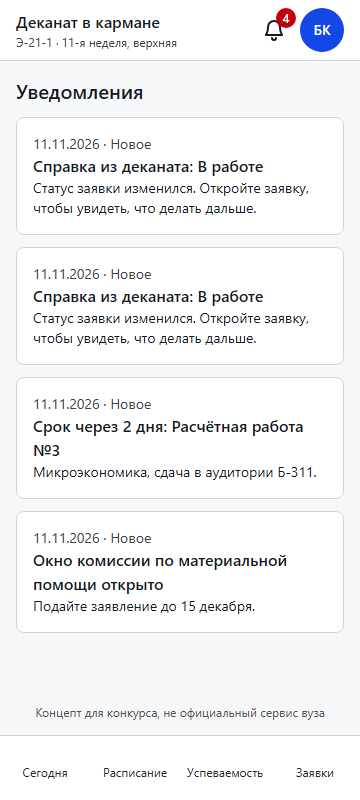 Деканат в кармане
Э-21-1 · 11-я неделя, верхняя
4
БК
Уведомления
11.11.2026 · Новое
Справка из деканата: В работе
Статус заявки изменился. Откройте заявку,
чтобы увидеть, что делать дальше.
11.11.2026 · Новое
Справка из деканата: В работе
Статус заявки изменился. Откройте заявку,
чтобы увидеть, что делать дальше.
11.11.2026 · Новое
Срок через 2 дня: Расчётная работа
№3
Микроэкономика, сдача в аудитории Б-311.
11.11.2026 · Новое
Окно комиссии по материальной
помощи открыто
Подайте заявление до 15 декабря.
Концепт для конкурса, не официальный сервис вуза
Сегодня Расписание Успеваемость Заявки